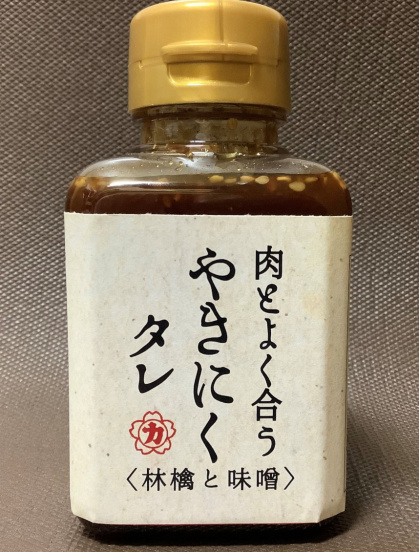 肉とよく合う
やきにく
タレ
カ
〈林檎と味噌〉